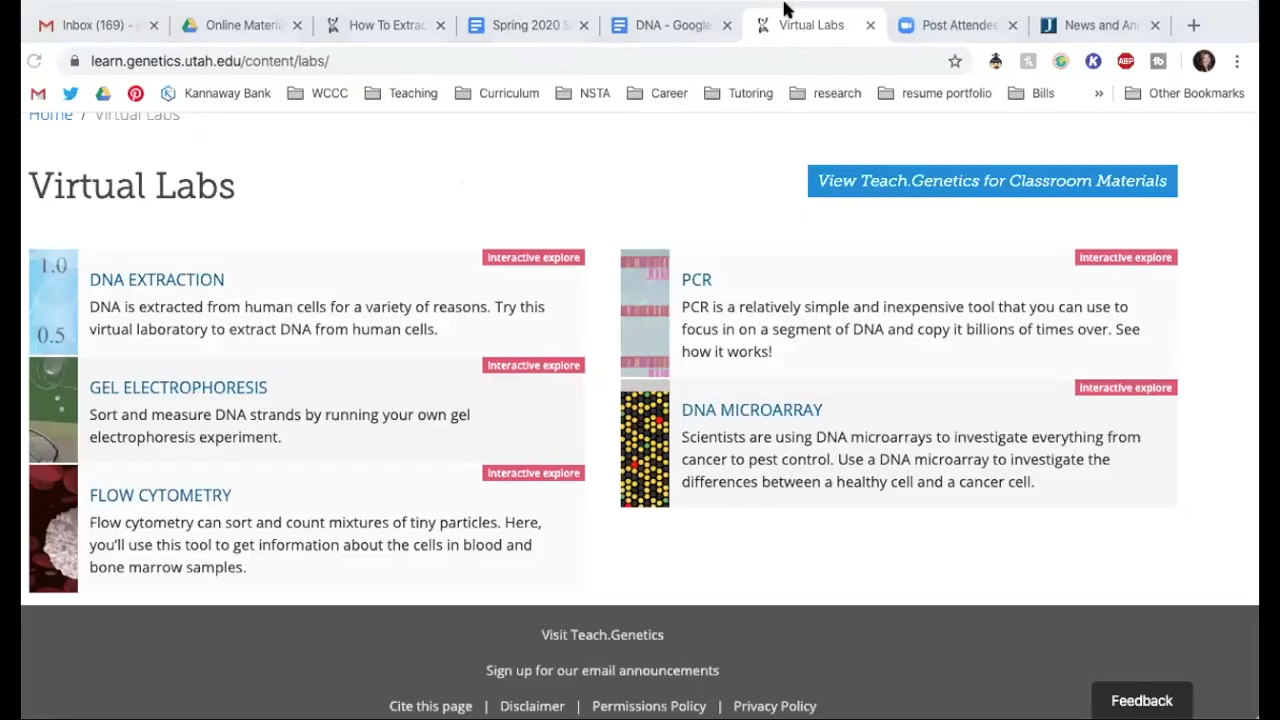 Inbox (169) -
Online Materia
How To Extrac
Spring 2020 S
DNA - Google
Virtual Labs
Post Attendee
News and An
learn.genetics.utah.edu/content/labs/
ABP
Kannaway Bank
WCCC
Teaching
Curriculum
NSTA
Career
Tutoring
research
resume portfolio
Bills
»
Other Bookmarks
Home / Virtual Labs
Virtual Labs
View Teach.Genetics for Classroom Materials
1.0
0.5
Interactive explore
DNA EXTRACTION
DNA is extracted from human cells for a variety of reasons. Try this
virtual laboratory to extract DNA from human cells.
Interactive explore
GEL ELECTROPHORESIS
Sort and measure DNA strands by running your own gel
electrophoresis experiment.
Interactive explore
FLOW CYTOMETRY
Flow cytometry can sort and count mixtures of tiny particles. Here,
you'll use this tool to get information about the cells in blood and
bone marrow samples.
Interactive explore
PCR
PCR is a relatively simple and inexpensive tool that you can use to
focus in on a segment of DNA and copy it billions of times over. See
how it works!
Interactive explore
DNA MICROARRAY
Scientists are using DNA microarrays to investigate everything from
cancer to pest control. Use a DNA microarray to investigate the
differences between a healthy cell and a cancer cell.
Visit Teach.Genetics
Sign up for our email announcements
Cite this page | Disclaimer | Permissions Policy | Privacy Policy
Feedback